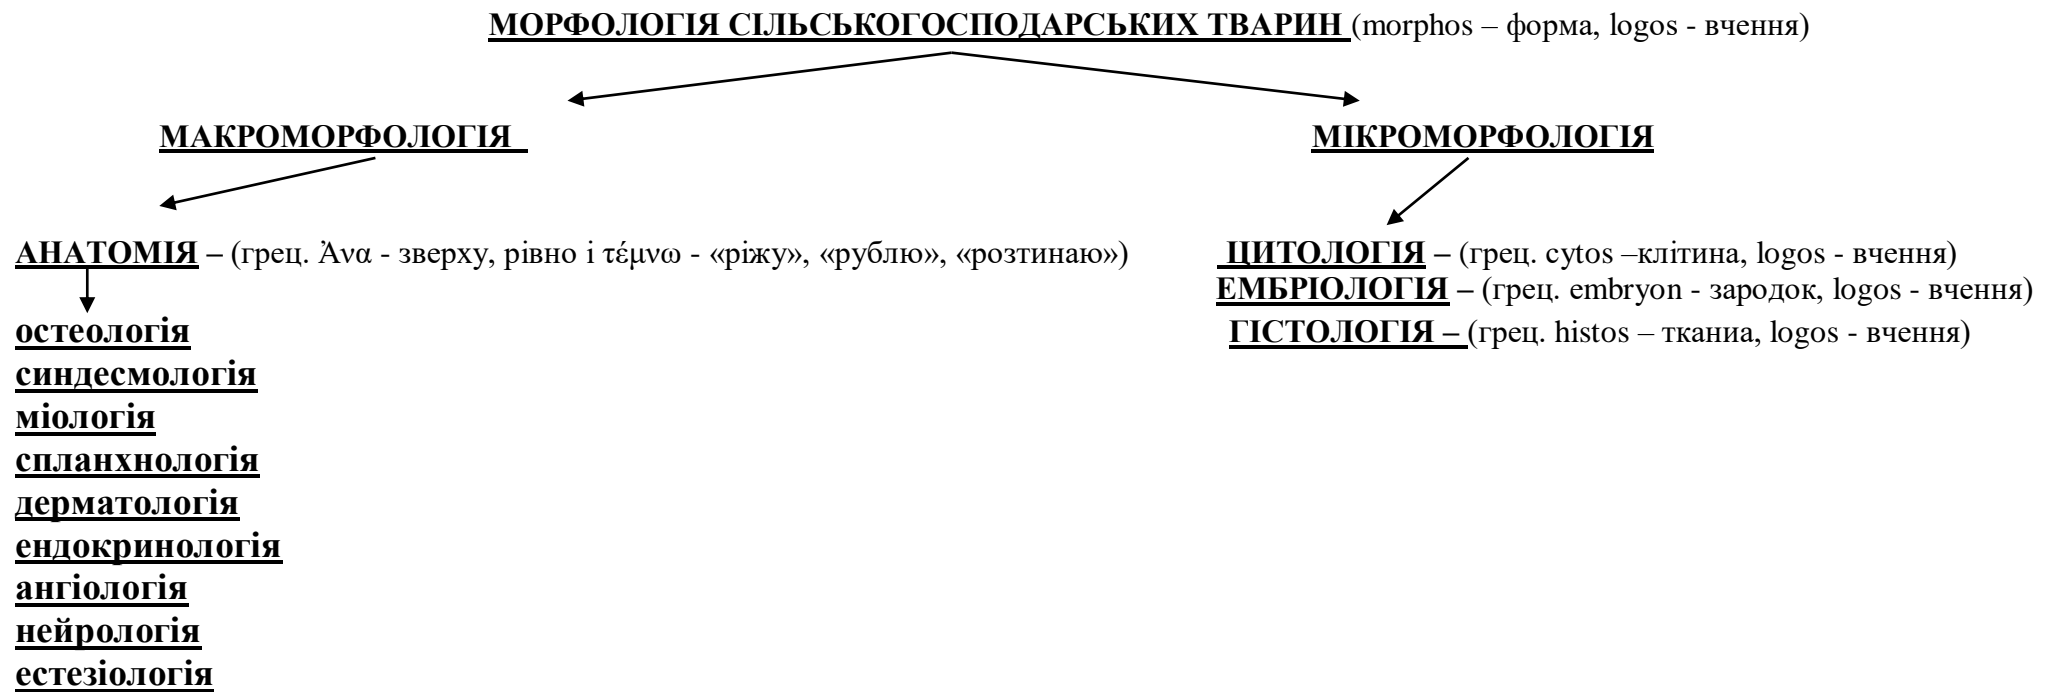 МОРФОЛОГІЯ СІЛЬСЬКОГОСПОДАРСЬКИХ ТВАРИН (morphos – форма, logos - вчення)
МАКРОМОРФОЛОГІЯ
МІКРОМОРФОЛОГІЯ
АНАТОМІЯ – (грец. Ἀνα - зверху, рівно і τέμνω - «ріжу», «рублю», «розтинаю»)
остеологія
синдесмологія
міологія
спланхнологія
дерматологія
ендокринологія
ангіологія
нейрологія
естезіологія
ЦИТОЛОГІЯ – (грец. cytos –клітина, logos - вчення)
ЕМБРІОЛОГІЯ – (грец. embryon - зародок, logos - вчення)
ГІСТОЛОГІЯ – (грец. histos – тканиа, logos - вчення)